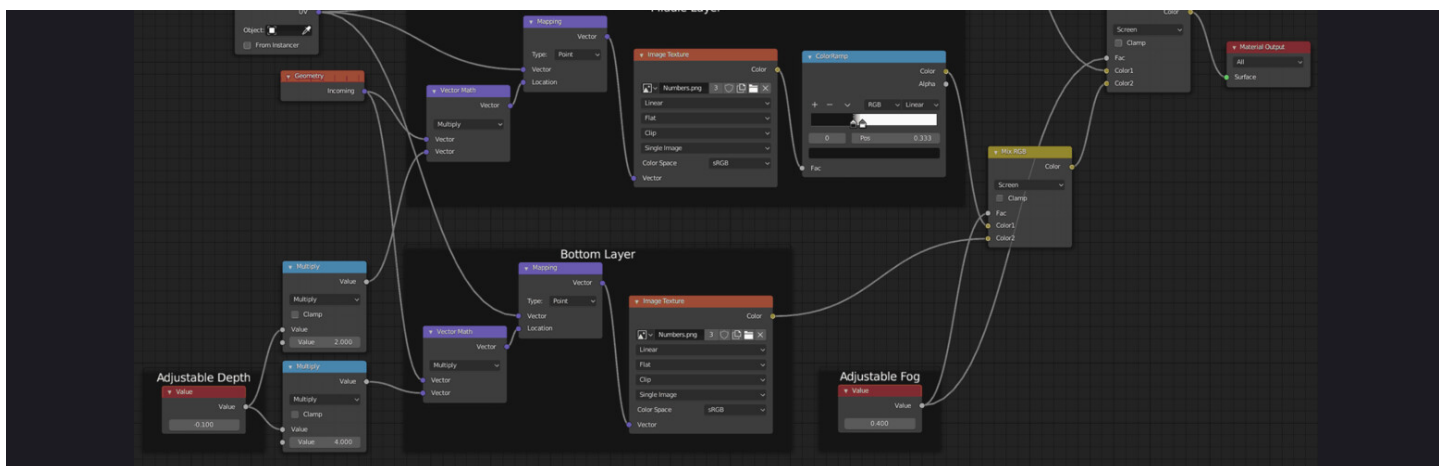 UV
Object:
From Instancer
Geometry
Incoming
Vector Math
Vector
Multiply
Vector
Vector
Middle Layer
Mapping
Vector
Type: Point
Vector
Location
Image Texture
Color
Numbers.png 3
Linear
Flat
Clip
Single Image
Color Space sRGB
Vector
ColorRamp
Color
Alpha
RGB Linear
0 Pos 0.333
Fac
Color
Screen
Clamp
Fac
Color1
Color2
Material Output
All
Surface
Mix RGB
Color
Screen
Clamp
Fac
Color1
Color2
Multiply
Value
Multiply
Clamp
Value
Value 2.000
Adjustable Depth
Value
Value
-0.100
Multiply
Value
Multiply
Clamp
Value
Value 4.000
Bottom Layer
Vector Math
Vector
Multiply
Vector
Vector
Mapping
Vector
Type: Point
Vector
Location
Image Texture
Color
Numbers.png 3
Linear
Flat
Clip
Single Image
Color Space sRGB
Vector
Adjustable Fog
Value
Value
0.400